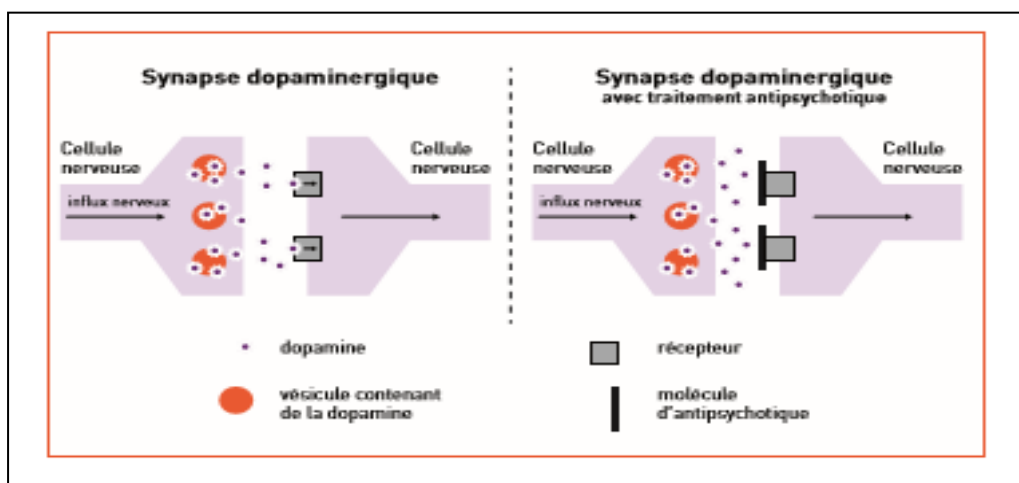 Synapse dopaminergique
Cellule
nerveuse
influx nerveux
Cellule
nerveuse
Synapse dopaminergique
avec traitement antipsychotique
Cellule
nerveuse
influx nerveux
Cellule
nerveuse
dopamine
vésicule contenant
de la dopamine
récepteur
molécule
d'antipsychotique